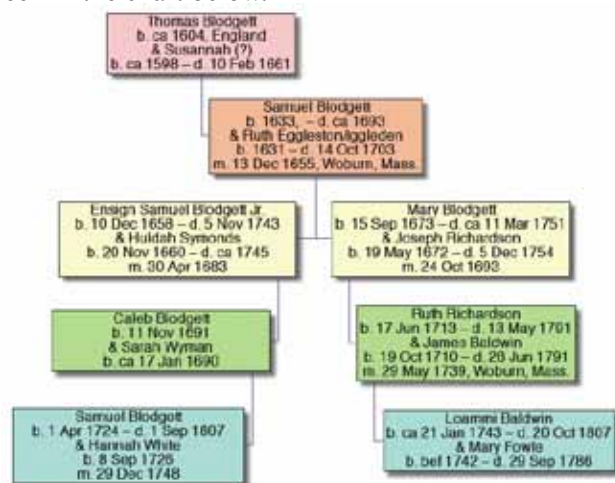 Thomas Blodgett
b. ca 1604, England
& Susannah (?)
b. ca 1598 – d. 10 Feb 1661
Samuel Blodgett
b. 1633, – d. ca 1693
& Ruth Eggleston/Iggleden
b. 1631 – d. 14 Oct 1703
m. 13 Dec 1655, Woburn, Mass.
Ensign Samuel Blodgett Jr.
b. 10 Dec 1658 – d. 5 Nov 1743
& Huldah Symonds
b. 20 Nov 1660 – d. ca 1745
m. 30 Apr 1683
Mary Blodgett
b. 15 Sep 1673 – d. ca 11 Mar 1751
& Joseph Richardson
b. 19 May 1672 – d. 5 Dec 1754
m. 24 Oct 1693
Caleb Blodgett
b. 11 Nov 1691
& Sarah Wyman
b. ca 17 Jan 1690
Ruth Richardson
b. 17 Jun 1713 – d. 13 May 1791
& James Baldwin
b. 19 Oct 1710 – d. 28 Jun 1791
m. 29 May 1739, Woburn, Mass.
Samuel Blodgett
b. 1 Apr 1724 – d. 1 Sep 1807
& Hannah White
b. 8 Sep 1726
m. 29 Dec 1748
Loammi Baldwin
b. ca 21 Jan 1743 – d. 20 Oct 1807
& Mary Fowle
b. bef 1742 – d. 29 Sep 1786